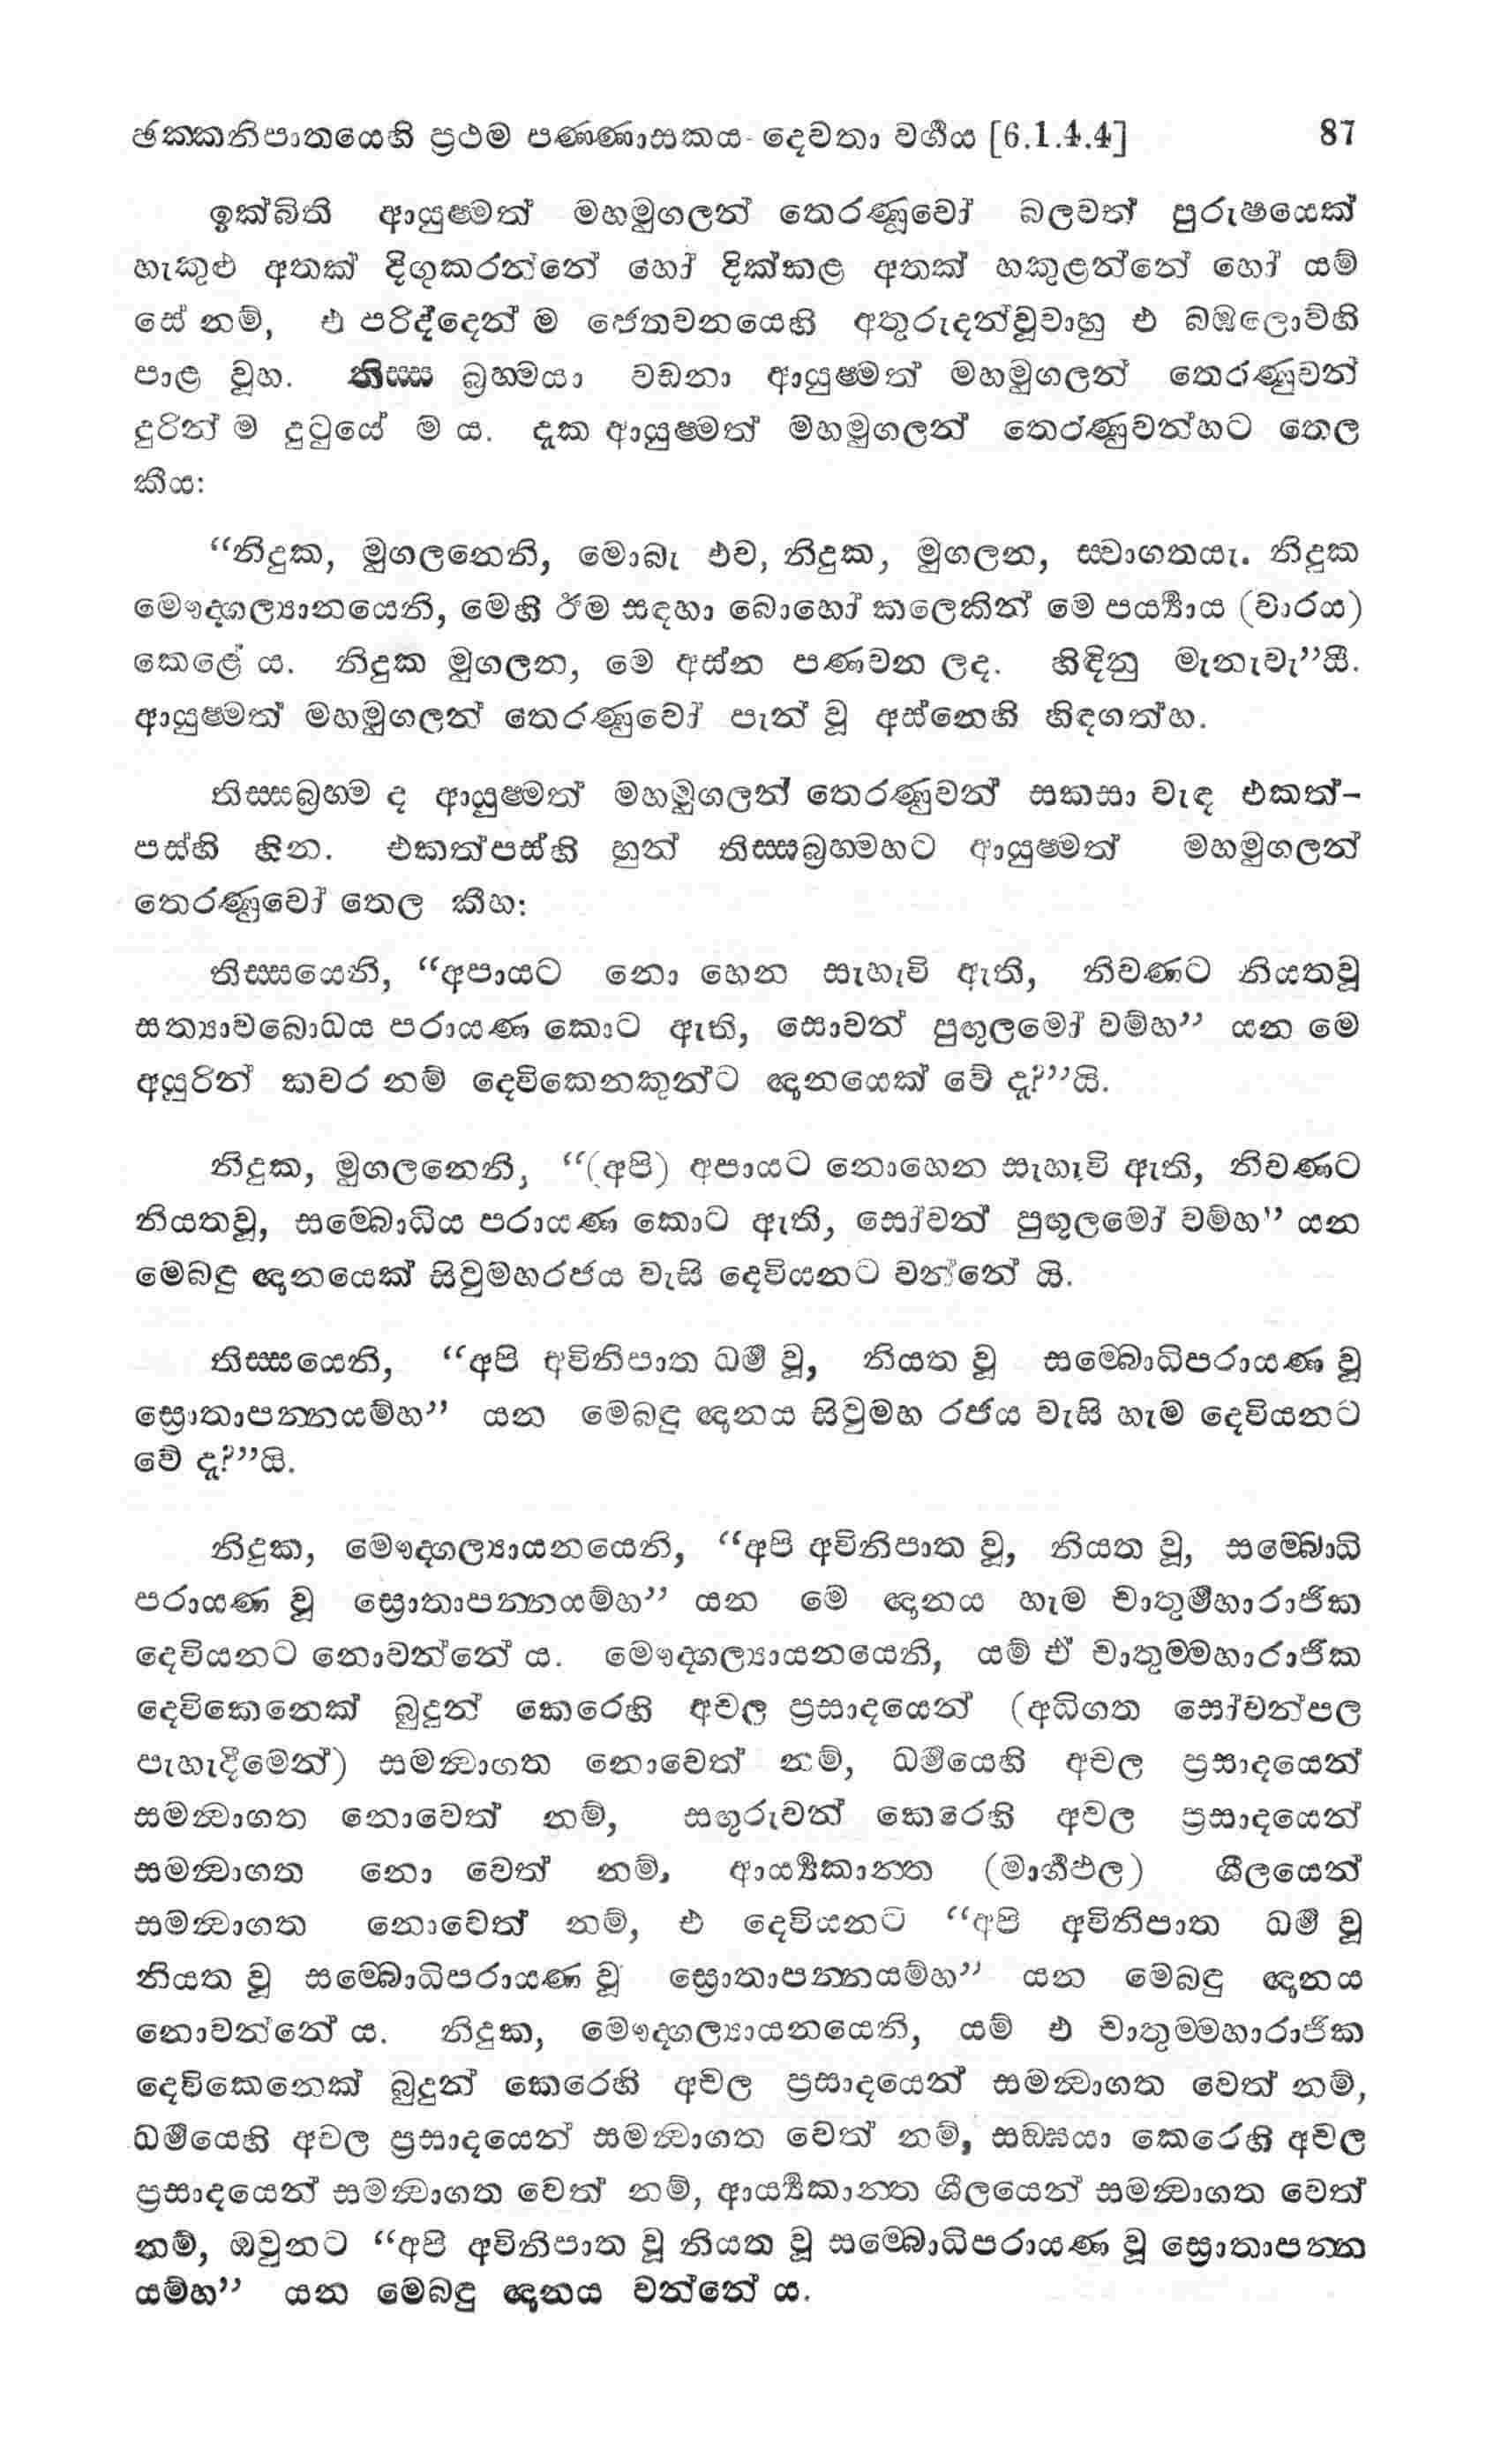 ඡක්කනිපාතයෙහි ප්‍රථම පණ්ණාසකය - දෙවතා වර්‍ගය [6.1.4.4] 87
ඉක්බිති ආයුෂ්මත් මහමුගලන් තෙරණුවෝ බලවත් පුරුෂයෙක්
හැකුළු අතක් දිගුකරන්නේ හෝ දික්කළ අතක් හකුළන්නේ හෝ යම්
සේ නම්, එ පරිද්දෙන් ම ජේතවනයෙහි අතුරුදන්වූවාහු එ බඹලොව්හි
පාළ වූහ. තිස්ස බ්‍රහ්මයා වඩනා ආයුෂ්මත් මහමුගලන් තෙරණුවන්
දුරින් ම දුටුයේ ම ය. දැක ආයුෂ්මත් මහමුගලන් තෙරණුවන්හට තෙල
කීය:
“නිදුක, මුගලනෙනි, මොබැ එව, නිදුක, මුගලන, ස්වාගතයැ. නිදුක
මෞද්ගල්‍යානයෙනි, මෙහි ඊම සඳහා බොහෝ කලෙකින් මෙ පර්‍ය්‍යාය (වාරය)
කෙළේ ය. නිදුක මුගලන, මෙ අස්න පණවන ලද. හිඳිනු මැනැවැ”යී.
ආයුෂ්මත් මහමුගලන් තෙරණුවෝ පැන් වූ අස්නෙහි හිඳගත්හ.
තිස්සබ්‍රහ්ම ද ආයුෂ්මත් මහමුගලන් තෙරණුවන් සකසා වැඳ එකත්-
පස්හි හින. එකත්පස්හි හුන් තිස්සබ්‍රහ්මහට ආයුෂ්මත් මහමුගලන්
තෙරණුවෝ තෙල කීහ:
තිස්සයෙනි, “අපායට නො හෙන සැහැවි ඇති, නිවණට නියතවූ
සත්‍යාවබොධය පරායණ කොට ඇති, සොවන් පුඟුලමෝ වම්හ” යන මෙ
අයුරින් කවර නම් දෙවිකෙනකුන්ට ඥානයෙක් වේ දැ?”යි.
නිදුක, මුගලනෙනි, “(අපි) අපායට නොහෙන සැහැවි ඇති, නිවණට
නියතවූ, සම්බොධිය පරායණ කොට ඇති, සෝවන් පුඟුලමෝ වම්හ” යන
මෙබඳු ඥානයෙක් සිවුමහරජය වැසි දෙවියනට වන්නේ යි.
තිස්සයෙනි, “අපි අවිනිපාත ධර්‍ම වූ, නියත වූ සම්බොධිපරායණ වූ
ස්‍රොතාපන්නයම්හ” යන මෙබඳු ඥානය සිවුමහ රජය වැසි හැම දෙවියනට
වේ දැ?”යි.
නිදුක, මෞද්ගල්‍යායනයෙනි, “අපි අවිනිපාත වූ, නියත වූ, සම්බොධි
පරායණ වූ ස්‍රොතාපන්නයම්හ” යන මෙ ඥානය හැම චාතුර්‍මහාරාජික
දෙවියනට නොවන්නේ ය. මෞද්ගල්‍යායනයෙනි, යම් ඒ චාතුම්මහාරාජික
දෙවිකෙනෙක් බුදුන් කෙරෙහි අචල ප්‍රසාදයෙන් (අධිගත සෝවන්පල
පැහැදීමෙන්) සමන්‍වාගත නොවෙත් නම්, ධර්‍මයෙහි අචල ප්‍රසාදයෙන්
සමන්‍වාගත නොවෙත් නම්, සඟුරුවන් කෙරෙහි අචල ප්‍රසාදයෙන්
සමන්‍වාගත නො වෙත් නම්, ආර්‍ය්‍යකාන්ත (මාර්‍ගඵල) ශීලයෙන්
සමන්‍වාගත නොවෙත් නම්, එ දෙවියනට “අපි අවිනිපාත ධර්‍ම වූ
නියත වූ සම්බොධිපරායණ වූ ස්‍රොතාපන්නයම්හ” යන මෙබඳු ඥානය
නොවන්නේ ය. නිදුක, මෞද්ගල්‍යායනයෙනි, යම් එ චාතුම්මහාරාජික
දෙවිකෙනෙක් බුදුන් කෙරෙහි අචල ප්‍රසාදයෙන් සමන්‍වාගත වෙත් නම්,
ධර්‍මයෙහි අචල ප්‍රසාදයෙන් සමන්‍වාගත වෙත් නම්, සඞ්ඝයා කෙරෙහි අචල
ප්‍රසාදයෙන් සමන්‍වාගත වෙත් නම්, ආර්‍ය්‍යකාන්ත ශීලයෙන් සමන්‍වාගත වෙත්
නම්, ඔවුනට “අපි අවිනිපාත වූ නියත වූ සම්බොධිපරායණ වූ ස්‍රොතාපන්න
යම්හ” යන මෙබඳු ඥානය වන්නේ ය.